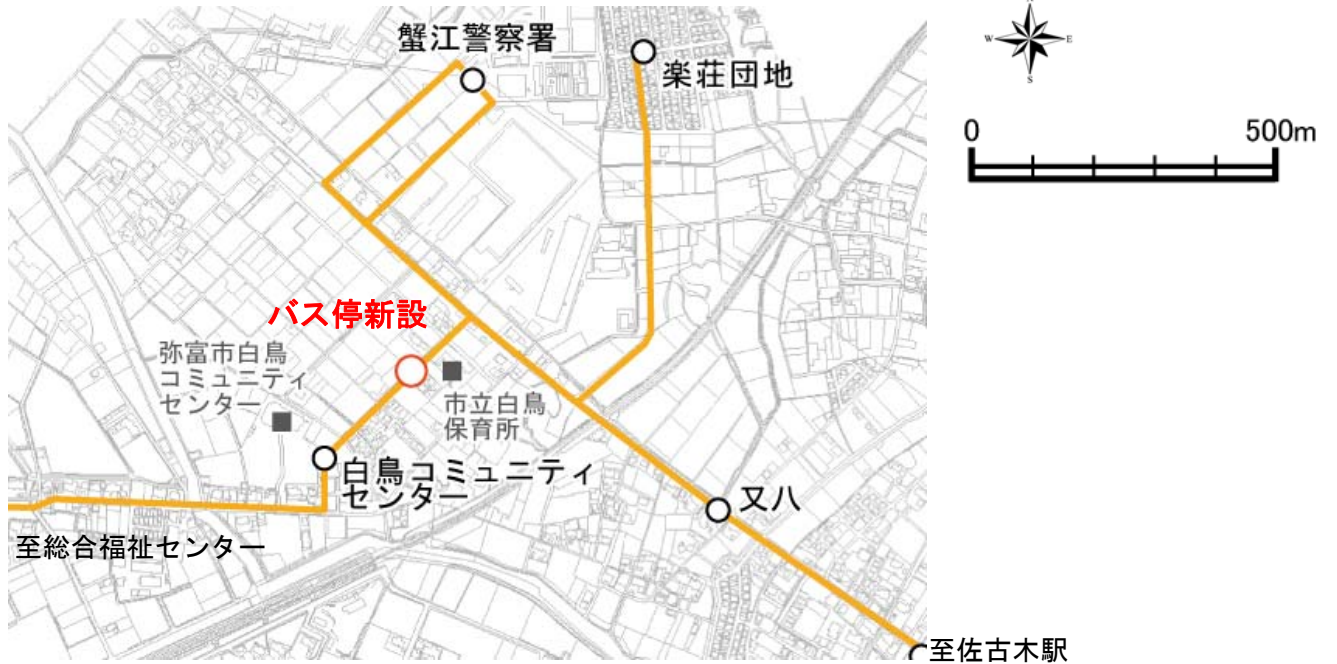 蟹江警察署
楽荘団地
N
W
E
S
0
500m
バス停新設
弥富市白鳥
コミュニティ
センター
市立白鳥
保育所
白鳥コミュニティ
センター
又八
至総合福祉センター
至佐古木駅